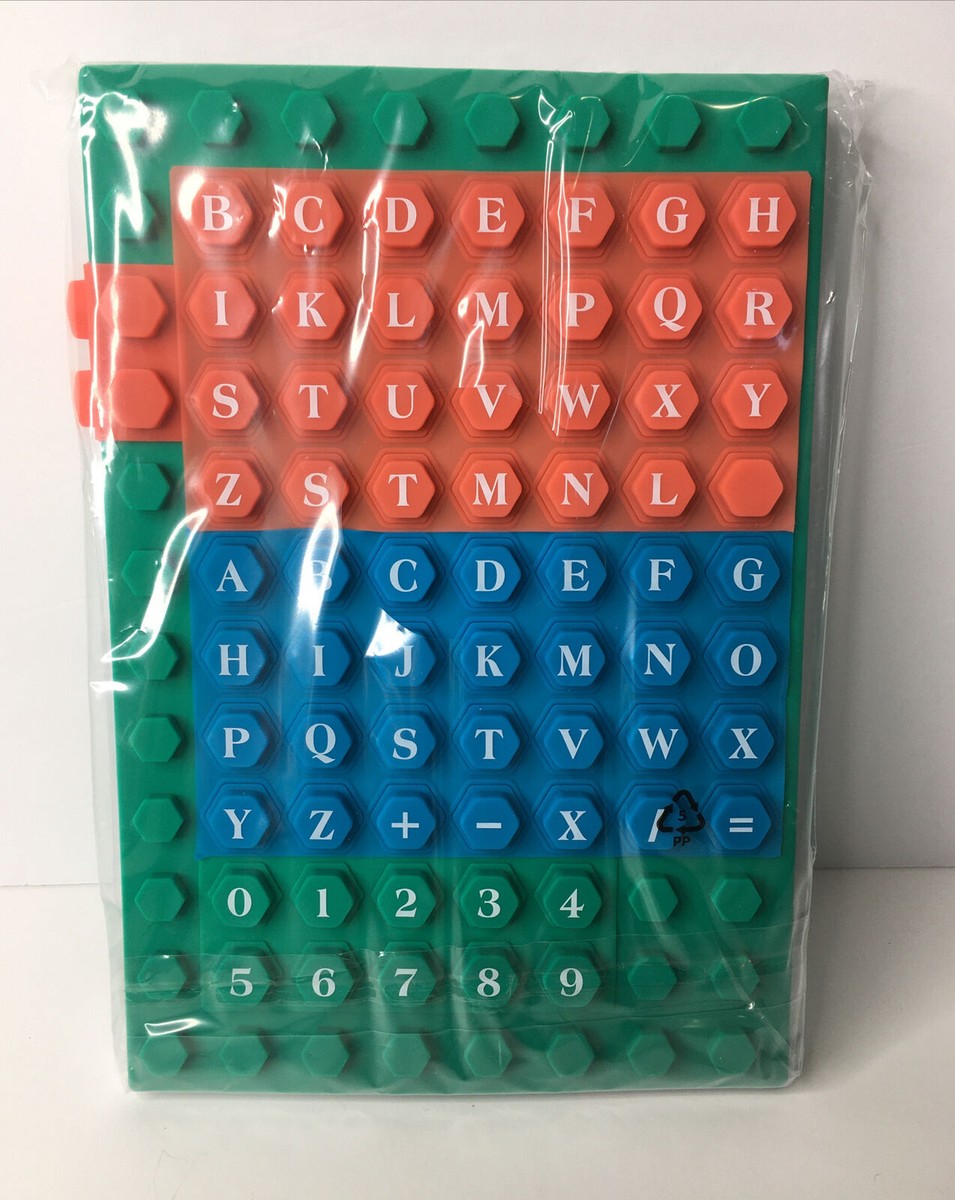 B C D E F G H
I K L M P Q R
S T U V W X Y
Z S T M N L
A B C D E F G
H I J K M N O
P Q S T V W X
Y Z + − X / =
5
PP
0 1 2 3 4
5 6 7 8 9